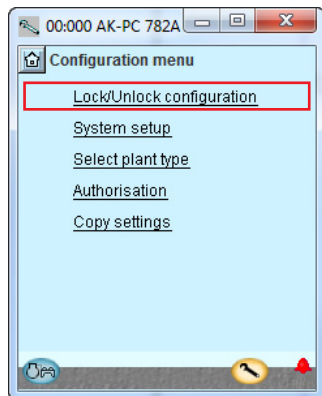 00:000 AK-PC 782A
Configuration menu
Lock/Unlock configuration
System setup
Select plant type
Authorisation
Copy settings